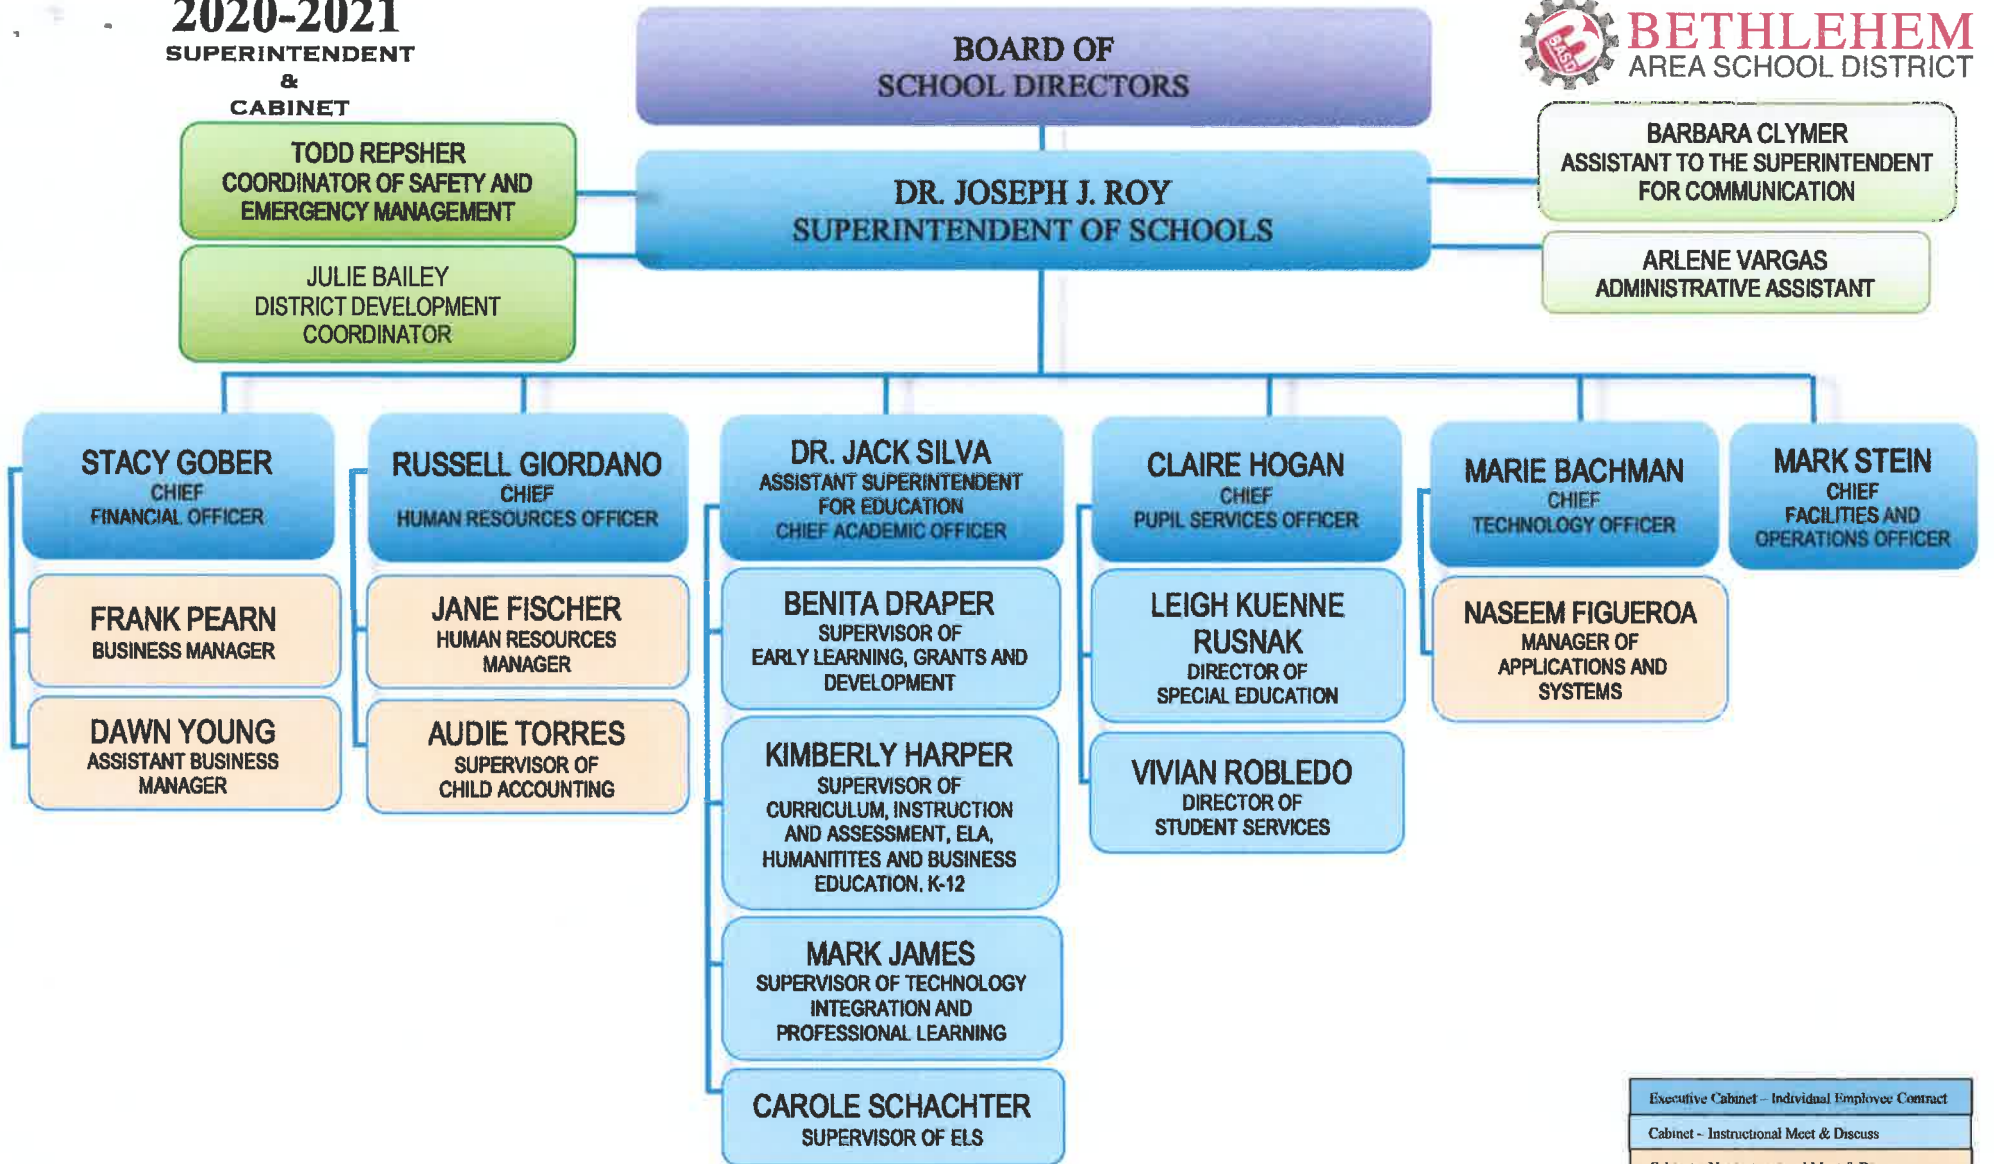 2020-2021
SUPERINTENDENT
&
CABINET
BOARD OF
SCHOOL DIRECTORS
BASD
BETHLEHEM
AREA SCHOOL DISTRICT
TODD REPSHER
COORDINATOR OF SAFETY AND
EMERGENCY MANAGEMENT
DR. JOSEPH J. ROY
SUPERINTENDENT OF SCHOOLS
BARBARA CLYMER
ASSISTANT TO THE SUPERINTENDENT
FOR COMMUNICATION
JULIE BAILEY
DISTRICT DEVELOPMENT
COORDINATOR
ARLENE VARGAS
ADMINISTRATIVE ASSISTANT
STACY GOBER
CHIEF
FINANCIAL OFFICER
FRANK PEARN
BUSINESS MANAGER
DAWN YOUNG
ASSISTANT BUSINESS
MANAGER
RUSSELL GIORDANO
CHIEF
HUMAN RESOURCES OFFICER
JANE FISCHER
HUMAN RESOURCES
MANAGER
AUDIE TORRES
SUPERVISOR OF
CHILD ACCOUNTING
DR. JACK SILVA
ASSISTANT SUPERINTENDENT
FOR EDUCATION
CHIEF ACADEMIC OFFICER
BENITA DRAPER
SUPERVISOR OF
EARLY LEARNING, GRANTS AND
DEVELOPMENT
KIMBERLY HARPER
SUPERVISOR OF
CURRICULUM, INSTRUCTION
AND ASSESSMENT, ELA,
HUMANITITES AND BUSINESS
EDUCATION, K-12
MARK JAMES
SUPERVISOR OF TECHNOLOGY
INTEGRATION AND
PROFESSIONAL LEARNING
CAROLE SCHACHTER
SUPERVISOR OF ELS
CLAIRE HOGAN
CHIEF
PUPIL SERVICES OFFICER
LEIGH KUENNE
RUSNAK
DIRECTOR OF
SPECIAL EDUCATION
VIVIAN ROBLEDO
DIRECTOR OF
STUDENT SERVICES
MARIE BACHMAN
CHIEF
TECHNOLOGY OFFICER
NASEEM FIGUEROA
MANAGER OF
APPLICATIONS AND
SYSTEMS
MARK STEIN
CHIEF
FACILITIES AND
OPERATIONS OFFICER
Executive Cabinet – Individual Employee Contract
Cabinet – Instructional Meet & Discuss